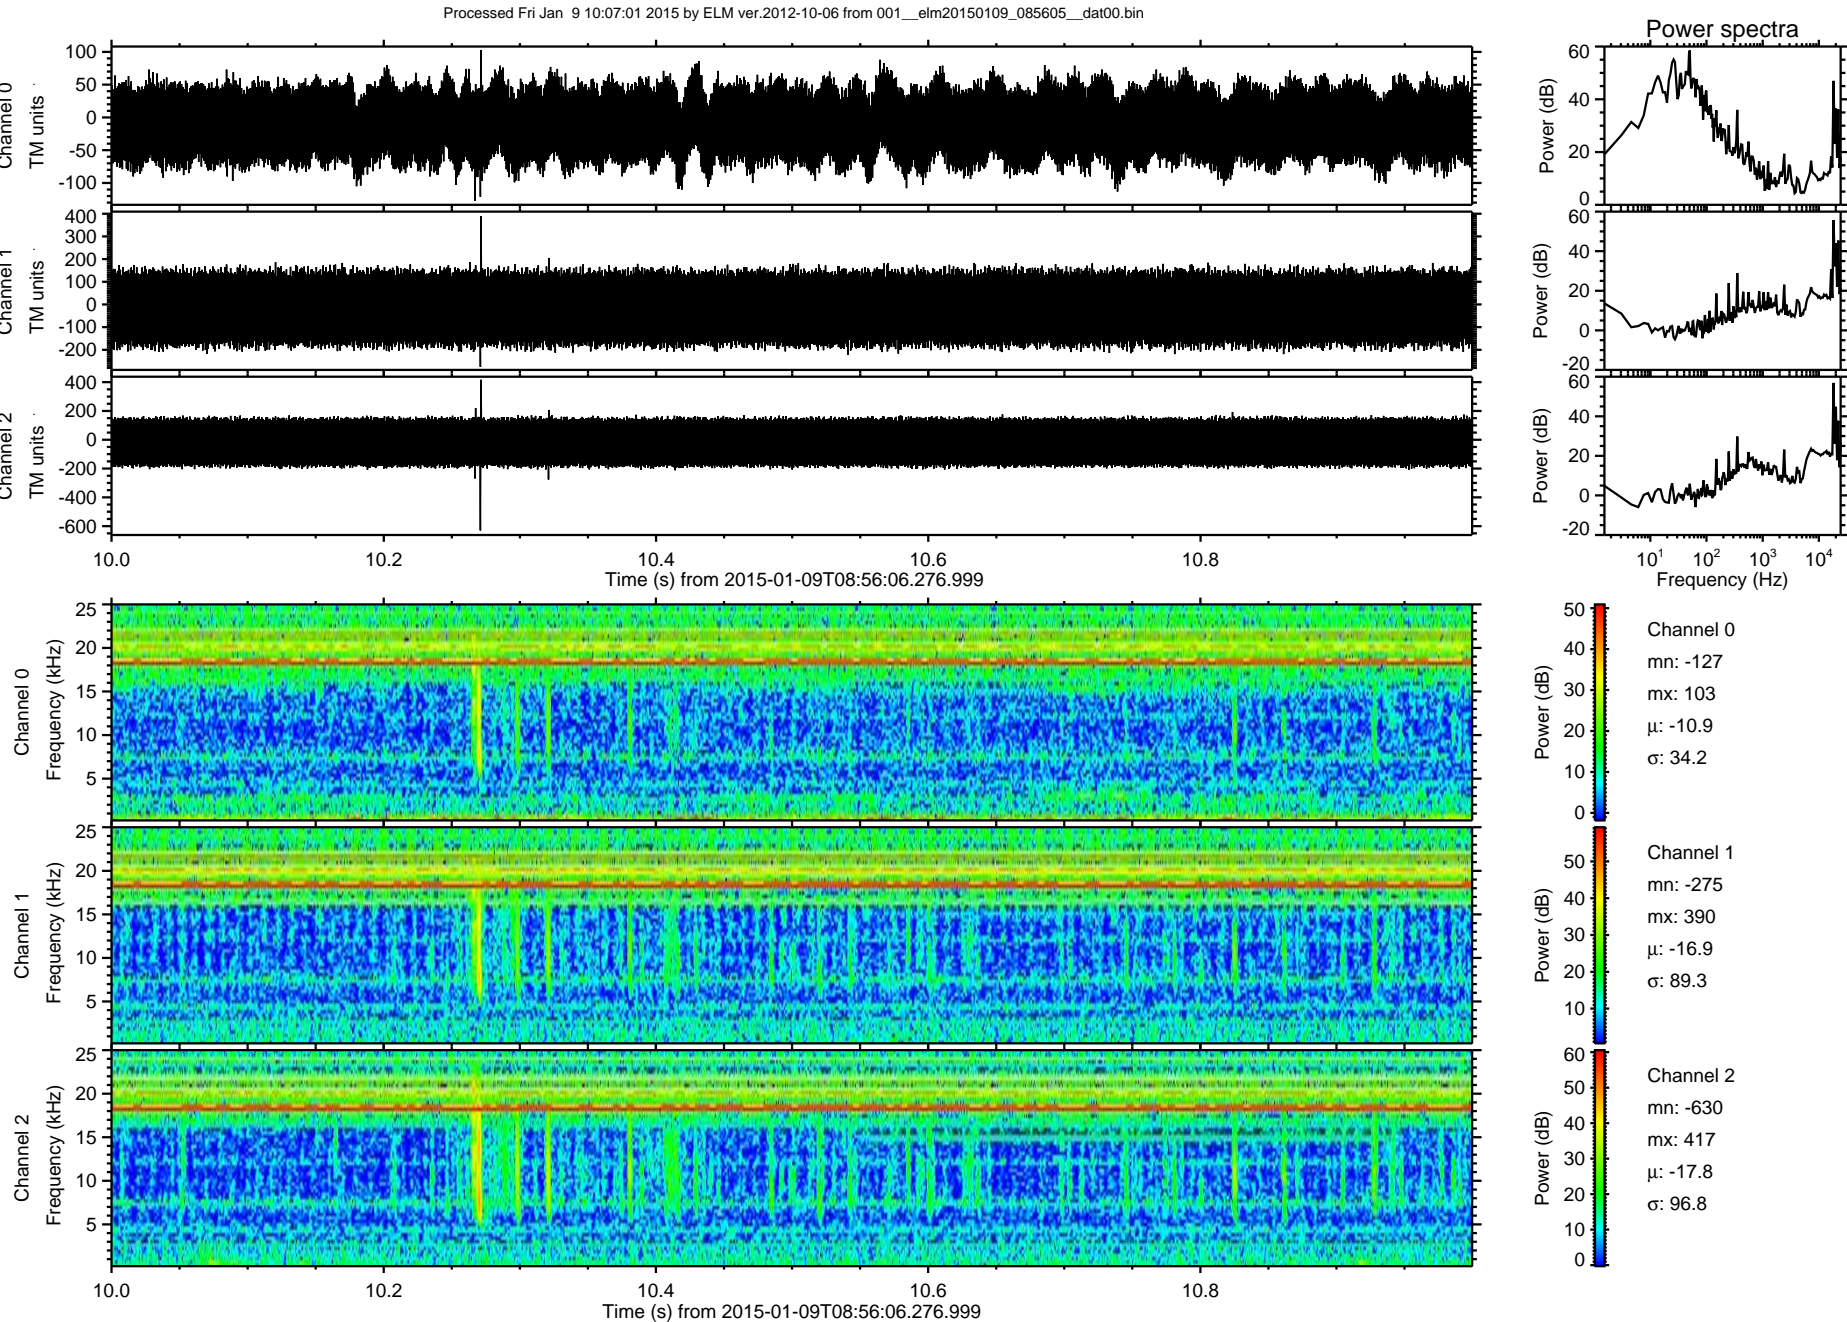 Processed Fri Jan  9 10:07:01 2015 by ELM ver.2012-10-06 from 001__elm20150109_085605__dat00.bin
Power spectra
Channel 0
TM units
100
50
0
-50
-100
Power (dB)
60
40
20
0
Channel 1
TM units
400
300
200
100
0
-100
-200
Power (dB)
60
40
20
0
-20
Channel 2
TM units
400
200
0
-200
-400
-600
Power (dB)
60
40
20
0
-20
10.0 10.2 10.4 10.6 10.8
Time (s) from 2015-01-09T08:56:06.276.999
10^1 10^2 10^3 10^4
Frequency (Hz)
Channel 0
Frequency (kHz)
25
20
15
10
5
Power (dB)
50
40
30
20
10
0
Channel 0
mn: -127
mx: 103
μ: -10.9
σ: 34.2
Channel 1
Frequency (kHz)
25
20
15
10
5
Power (dB)
50
40
30
20
10
Channel 1
mn: -275
mx: 390
μ: -16.9
σ: 89.3
Channel 2
Frequency (kHz)
25
20
15
10
5
Power (dB)
60
50
40
30
20
10
0
Channel 2
mn: -630
mx: 417
μ: -17.8
σ: 96.8
10.0 10.2 10.4 10.6 10.8
Time (s) from 2015-01-09T08:56:06.276.999